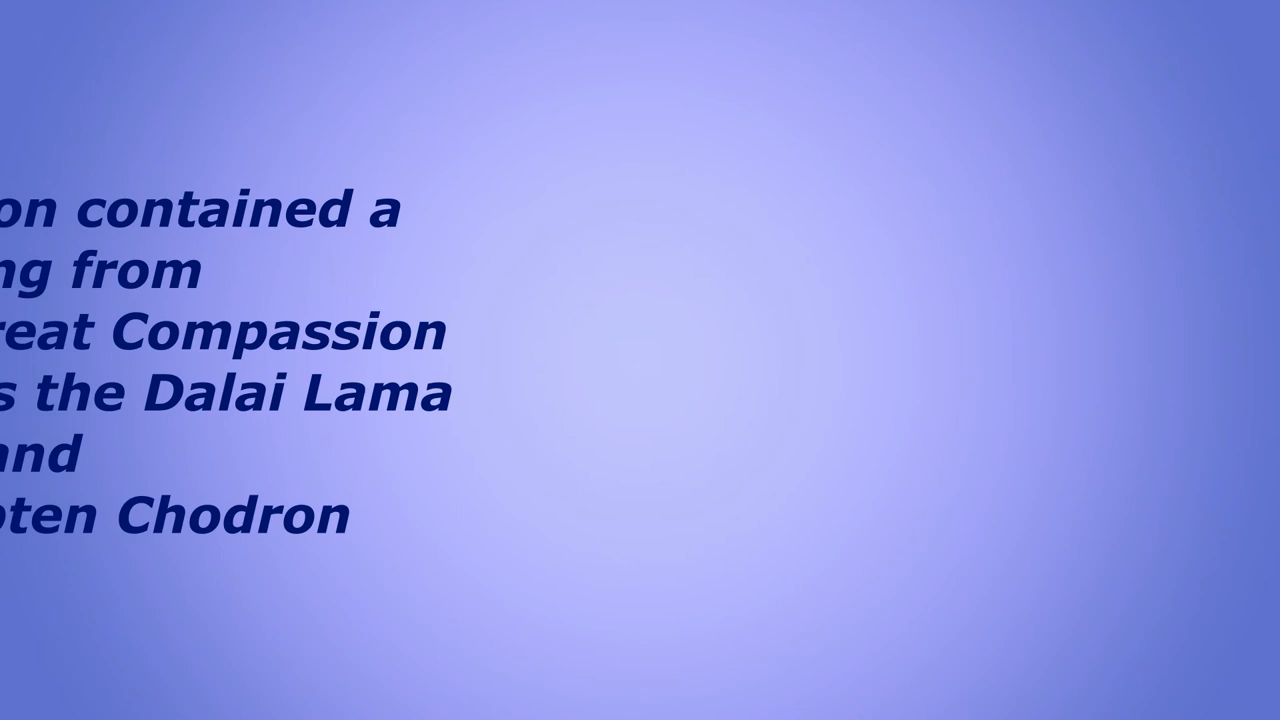 on contained a
ng from
reat Compassion
s the Dalai Lama
and
oten Chodron